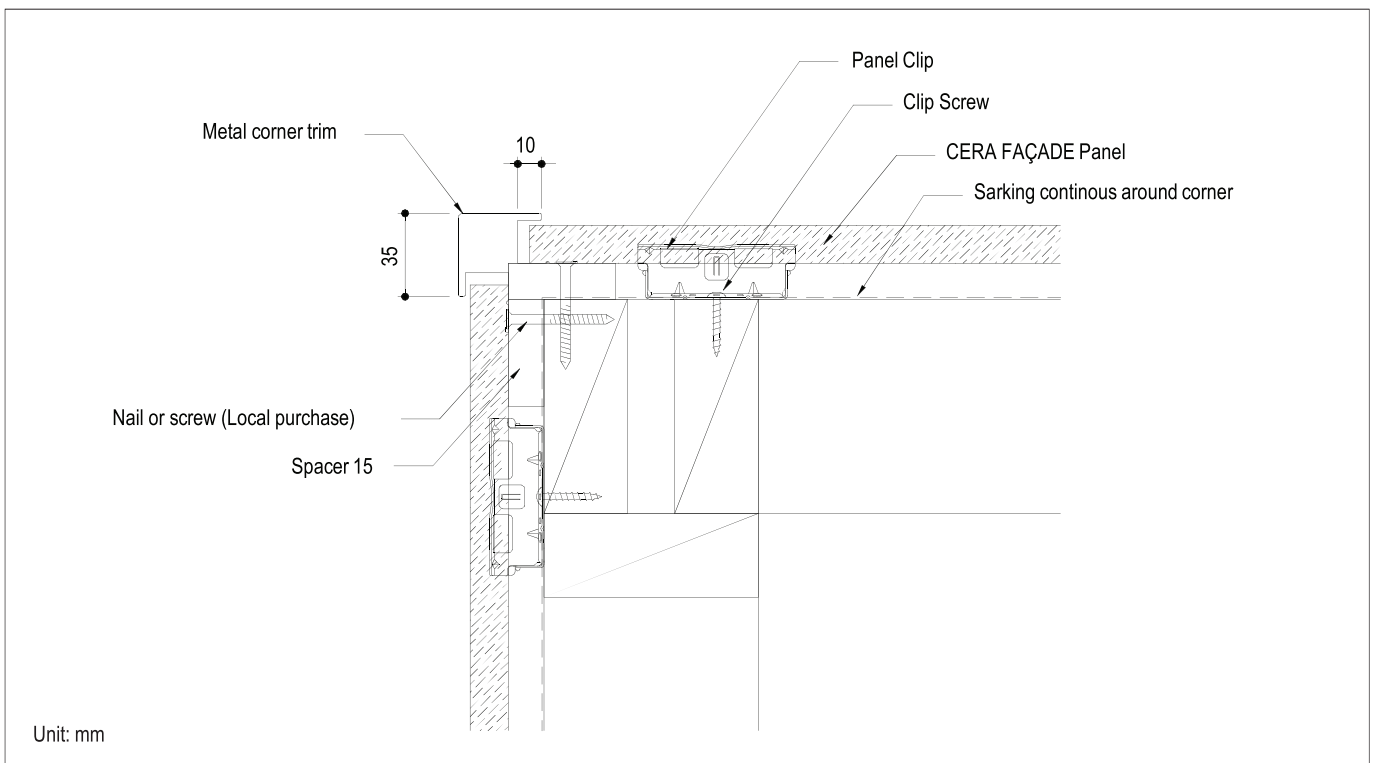 Panel Clip
Clip Screw
Metal corner trim
10
CERA FAÇADE Panel
Sarking continous around corner
35
Nail or screw (Local purchase)
Spacer 15
Unit: mm